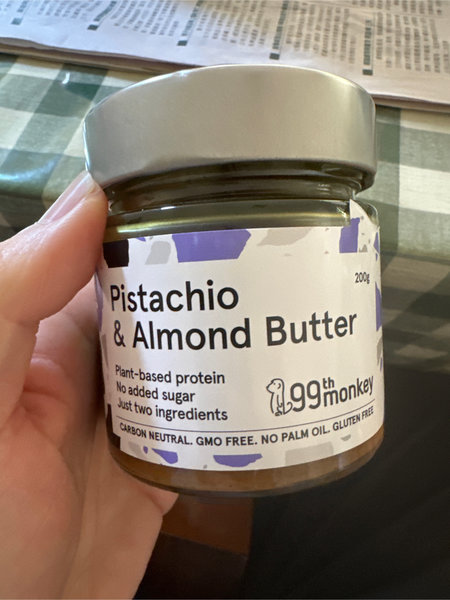 200g
Pistachio
& Almond Butter
Plant-based protein
No added sugar
Just two ingredients
99th monkey
CARBON NEUTRAL. GMO FREE. NO PALM OIL. GLUTEN FREE